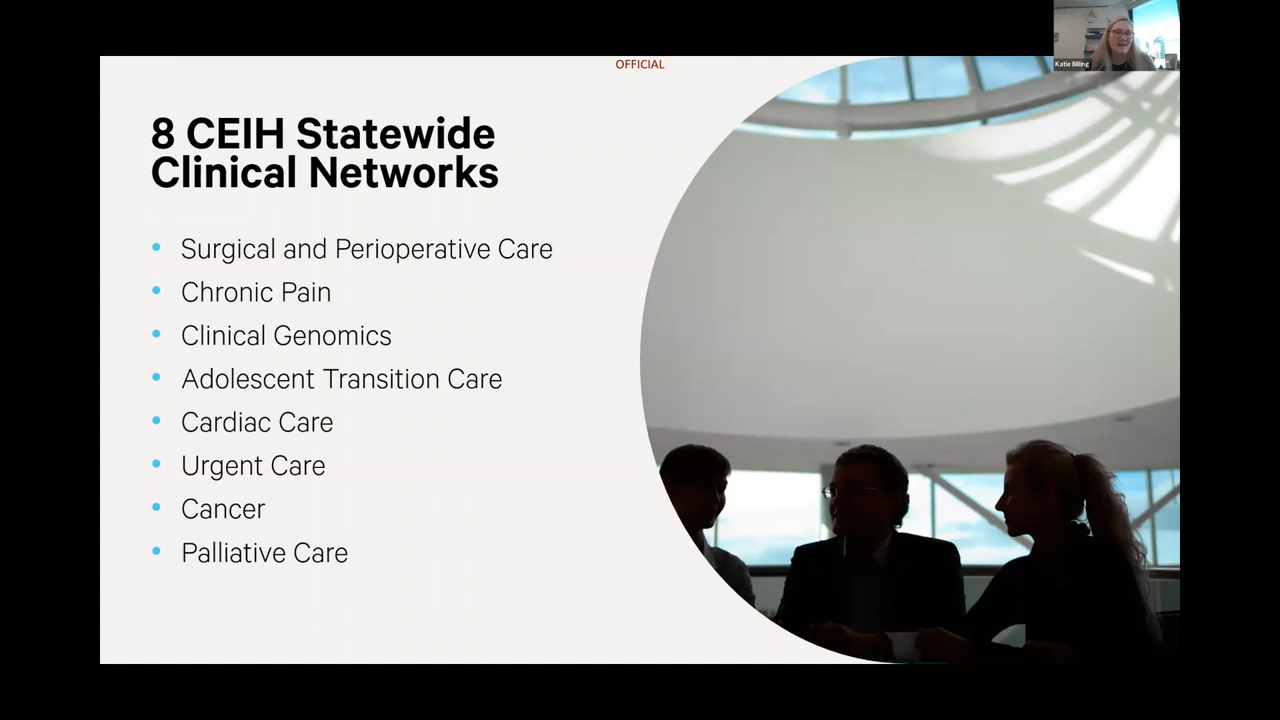 Katie Billing
OFFICIAL
8 CEIH Statewide
Clinical Networks
• Surgical and Perioperative Care
• Chronic Pain
• Clinical Genomics
• Adolescent Transition Care
• Cardiac Care
• Urgent Care
• Cancer
• Palliative Care